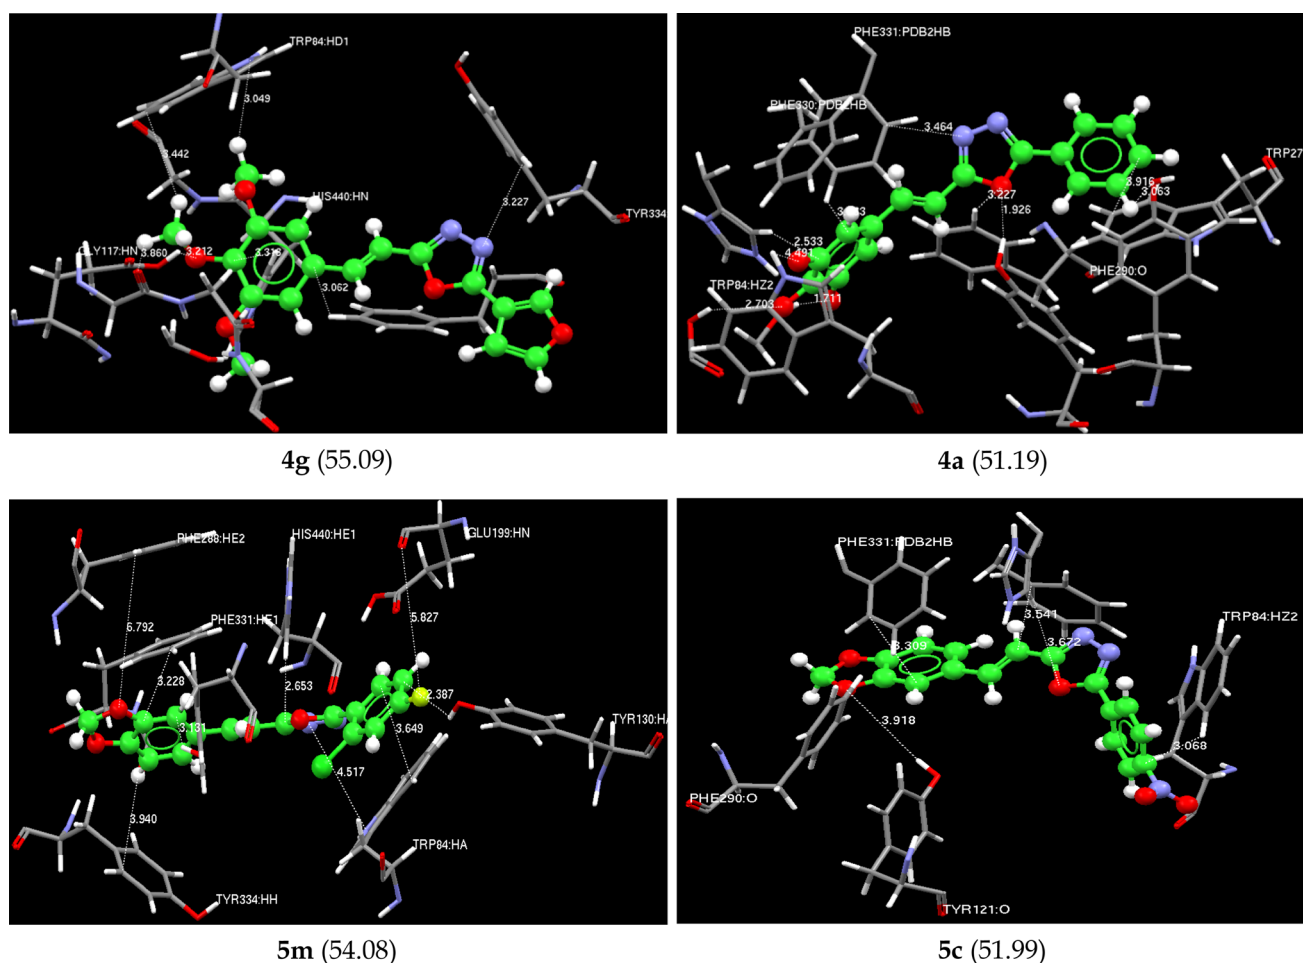 TRP84:HD1
3.049
3.442
HIS440:HN
3.227
TYR334
GLY117:HN
3.860
3.212
3.318
3.062
4g (55.09)
PHE331:PDB2HB
PHE330:PDB2HB
3.464
TRP27
3.916
3.063
3.227
1.926
2.533
4.491
PHE290:O
TRP84:HZ2
2.703
1.711
4a (51.19)
PHE288:HE2
HIS440:HE1
GLU199:HN
PHE331:HE1
5.827
6.792
3.228
2.653
2.387
3.131
3.649
TYR130:HA
4.517
3.940
TRP84:HA
TYR334:HH
5m (54.08)
PHE331:PDB2HB
3.541
TRP84:HZ2
3.309
3.672
3.918
3.068
PHE290:O
TYR121:O
5c (51.99)